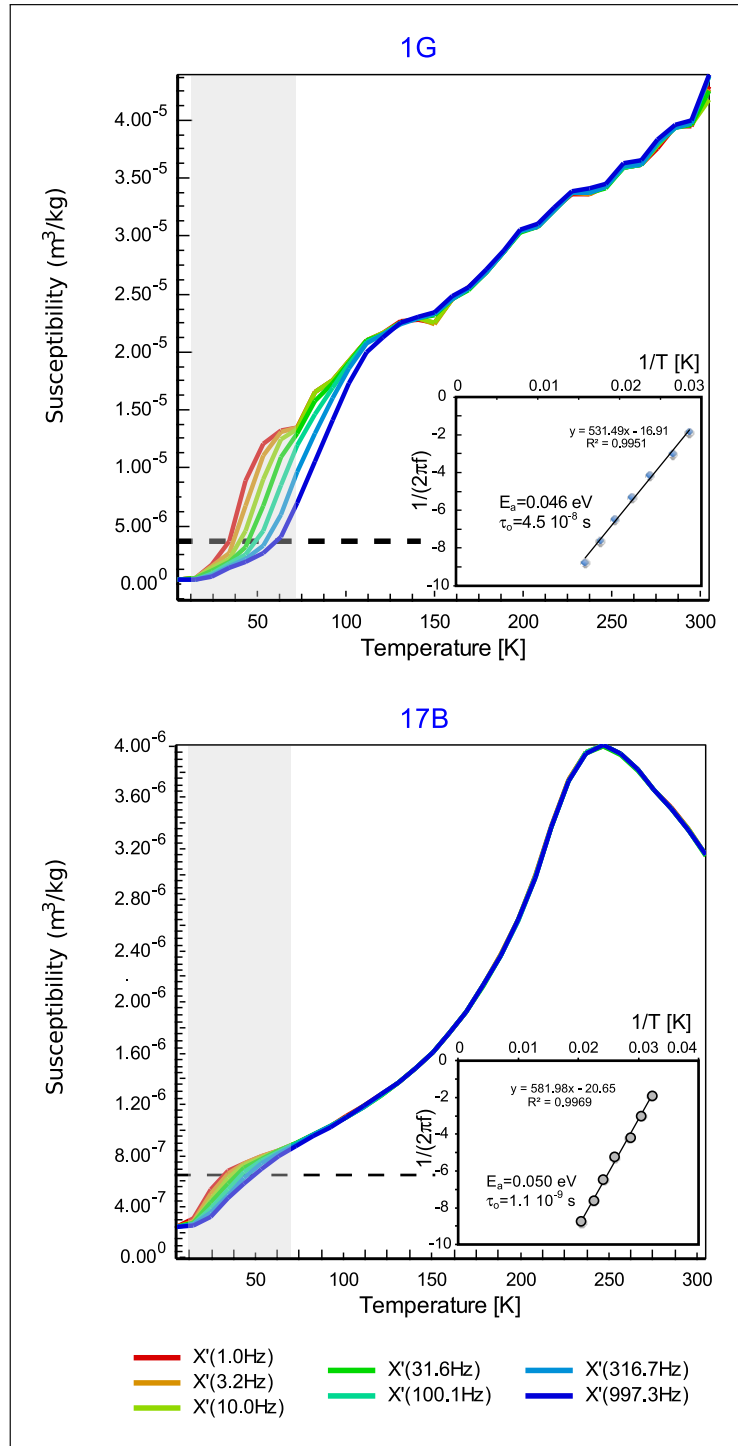 1G
Susceptibility (m³/kg)
4.00⁻⁵
3.50⁻⁵
3.00⁻⁵
2.50⁻⁵
2.00⁻⁵
1.50⁻⁵
1.00⁻⁵
5.00⁻⁶
0.00⁰
50
100
150
200
250
300
Temperature [K]
1/T [K]
0
0.01
0.02
0.03
0
-2
-4
-6
-8
-10
1/(2πf)
y = 531.49x - 16.91
R² = 0.9951
Eₐ=0.046 eV
τₒ=4.5 10⁻⁸ s
17B
Susceptibility (m³/kg)
4.00⁻⁶
3.60⁻⁶
3.20⁻⁶
2.80⁻⁶
2.40⁻⁶
2.00⁻⁶
1.60⁻⁶
1.20⁻⁶
8.00⁻⁷
4.00⁻⁷
0.00⁰
50
100
150
200
250
300
Temperature [K]
1/T [K]
0
0.01
0.02
0.03
0.04
0
-2
-4
-6
-8
-10
1/(2πf)
y = 581.98x - 20.65
R² = 0.9969
Eₐ=0.050 eV
τₒ=1.1 10⁻⁹ s
X'(1.0Hz)
X'(3.2Hz)
X'(10.0Hz)
X'(31.6Hz)
X'(100.1Hz)
X'(316.7Hz)
X'(997.3Hz)